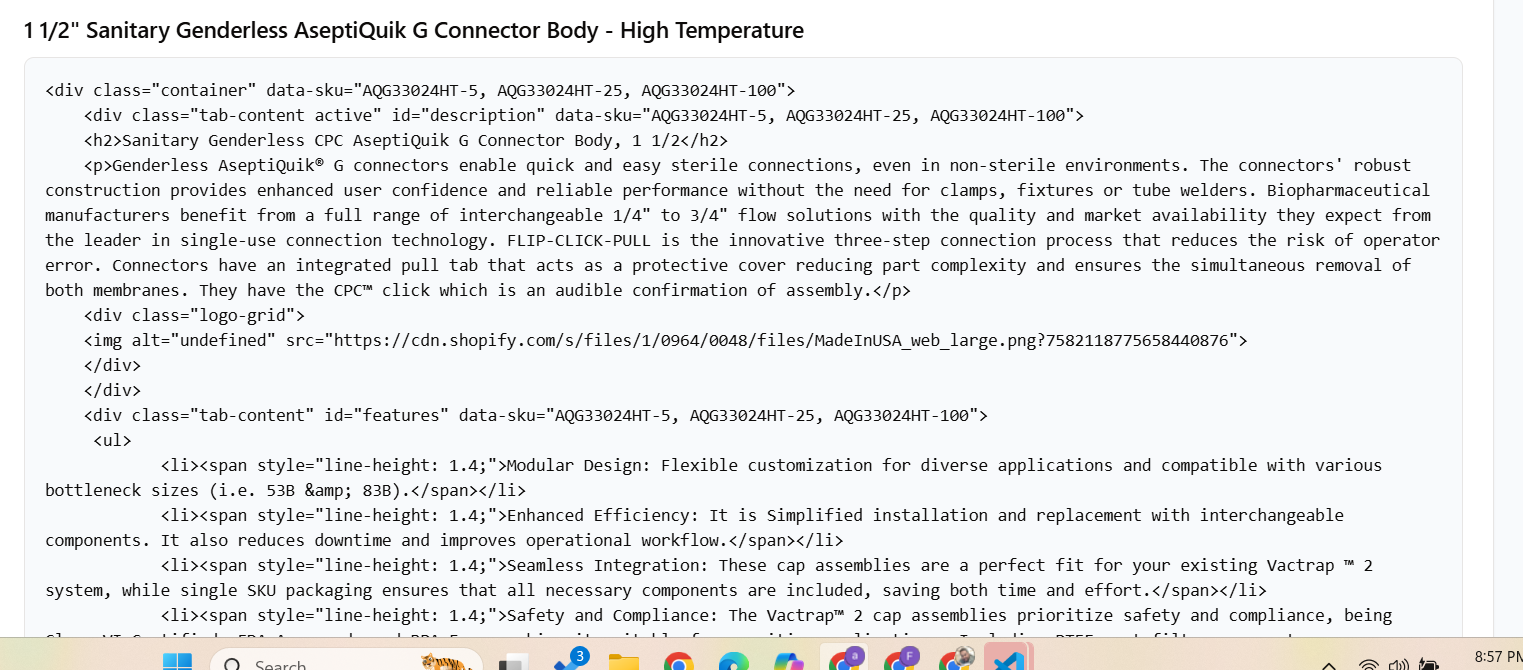 1 1/2" Sanitary Genderless AseptiQuik G Connector Body - High Temperature
<div class="container" data-sku="AQG33024HT-5, AQG33024HT-25, AQG33024HT-100">
<div class="tab-content active" id="description" data-sku="AQG33024HT-5, AQG33024HT-25, AQG33024HT-100">
<h2>Sanitary Genderless CPC AseptiQuik G Connector Body, 1 1/2</h2>
<p>Genderless AseptiQuik® G connectors enable quick and easy sterile connections, even in non-sterile environments. The connectors' robust
construction provides enhanced user confidence and reliable performance without the need for clamps, fixtures or tube welders. Biopharmaceutical
manufacturers benefit from a full range of interchangeable 1/4" to 3/4" flow solutions with the quality and market availability they expect from
the leader in single-use connection technology. FLIP-CLICK-PULL is the innovative three-step connection process that reduces the risk of operator
error. Connectors have an integrated pull tab that acts as a protective cover reducing part complexity and ensures the simultaneous removal of
both membranes. They have the CPC™ click which is an audible confirmation of assembly.</p>
<div class="logo-grid">
<img alt="undefined" src="https://cdn.shopify.com/s/files/1/0964/0048/files/MadeInUSA_web_large.png?7582118775658440876">
</div>
</div>
<div class="tab-content" id="features" data-sku="AQG33024HT-5, AQG33024HT-25, AQG33024HT-100">
<ul>
<li><span style="line-height: 1.4;">Modular Design: Flexible customization for diverse applications and compatible with various
bottleneck sizes (i.e. 53B &amp; 83B).</span></li>
<li><span style="line-height: 1.4;">Enhanced Efficiency: It is Simplified installation and replacement with interchangeable
components. It also reduces downtime and improves operational workflow.</span></li>
<li><span style="line-height: 1.4;">Seamless Integration: These cap assemblies are a perfect fit for your existing Vactrap ™ 2
system, while single SKU packaging ensures that all necessary components are included, saving both time and effort.</span></li>
<li><span style="line-height: 1.4;">Safety and Compliance: The Vactrap™ 2 cap assemblies prioritize safety and compliance, being
Search
3
a
F
8:57 PM